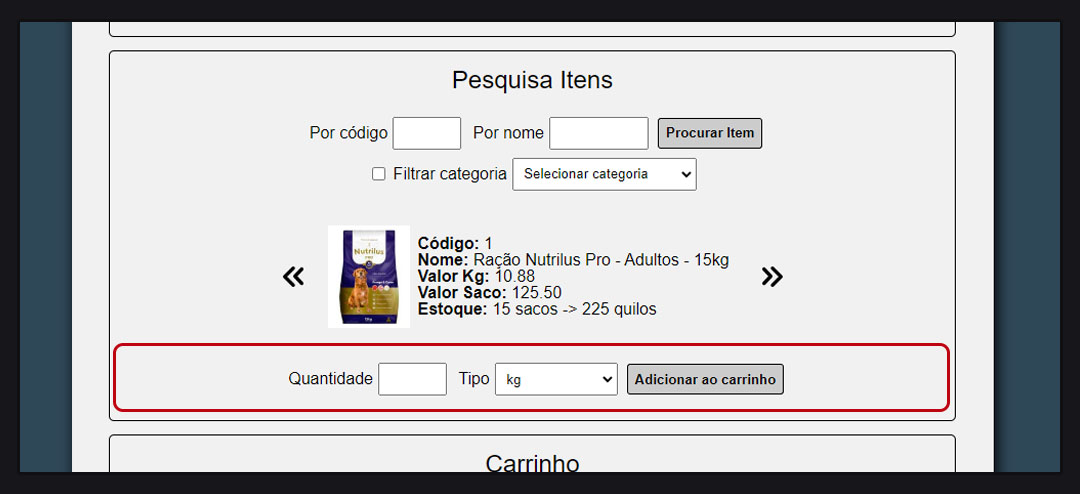 Pesquisa Itens
Por código Por nome Procurar Item
Filtrar categoria Selecionar categoria
Nutrilus
Código: 1
Nome: Ração Nutrilus Pro - Adultos - 15kg
Valor Kg: 10.88
Valor Saco: 125.50
Estoque: 15 sacos -> 225 quilos
Quantidade Tipo kg Adicionar ao carrinho
Carrinho